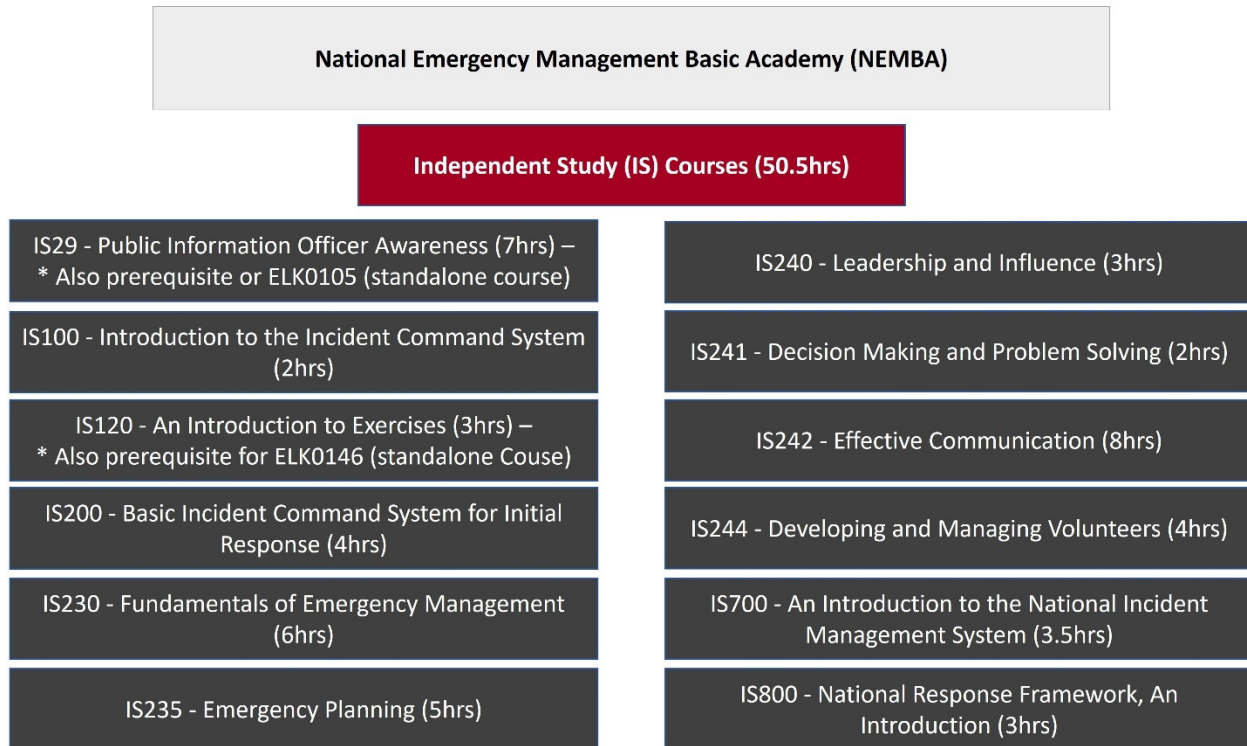 National Emergency Management Basic Academy (NEMBA)
Independent Study (IS) Courses (50.5hrs)
IS29 - Public Information Officer Awareness (7hrs) –
* Also prerequisite or ELK0105 (standalone course)
IS100 - Introduction to the Incident Command System
(2hrs)
IS120 - An Introduction to Exercises (3hrs) –
* Also prerequisite for ELK0146 (standalone Couse)
IS200 - Basic Incident Command System for Initial
Response (4hrs)
IS230 - Fundamentals of Emergency Management
(6hrs)
IS235 - Emergency Planning (5hrs)
IS240 - Leadership and Influence (3hrs)
IS241 - Decision Making and Problem Solving (2hrs)
IS242 - Effective Communication (8hrs)
IS244 - Developing and Managing Volunteers (4hrs)
IS700 - An Introduction to the National Incident
Management System (3.5hrs)
IS800 - National Response Framework, An
Introduction (3hrs)